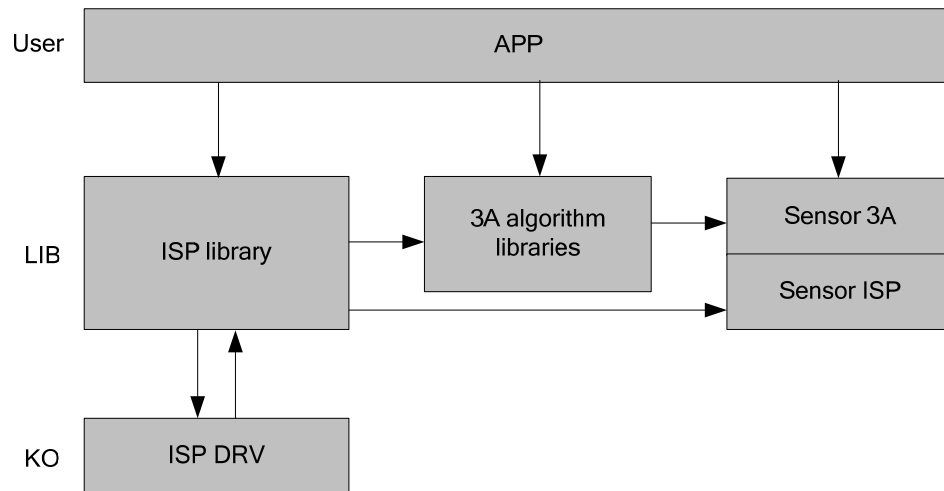 User
APP
LIB
ISP library
3A algorithm
libraries
Sensor 3A
Sensor ISP
KO
ISP DRV